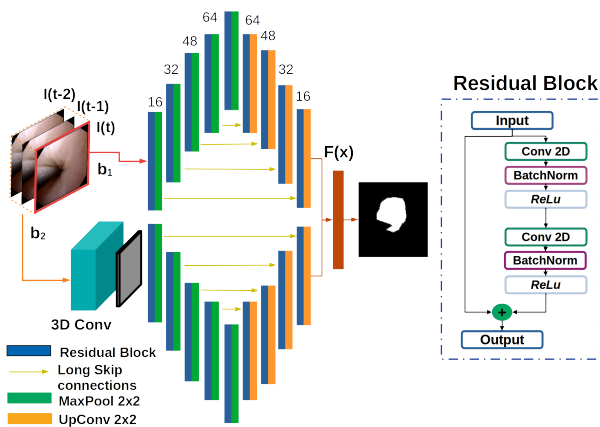 64
64
48
48
32
32
16
16
I(t-2)
I(t-1)
I(t)
b1
b2
F(x)
3D Conv
Residual Block
Long Skip
connections
MaxPool 2x2
UpConv 2x2
Residual Block
Input
Conv 2D
BatchNorm
ReLu
Conv 2D
BatchNorm
ReLu
+
Output